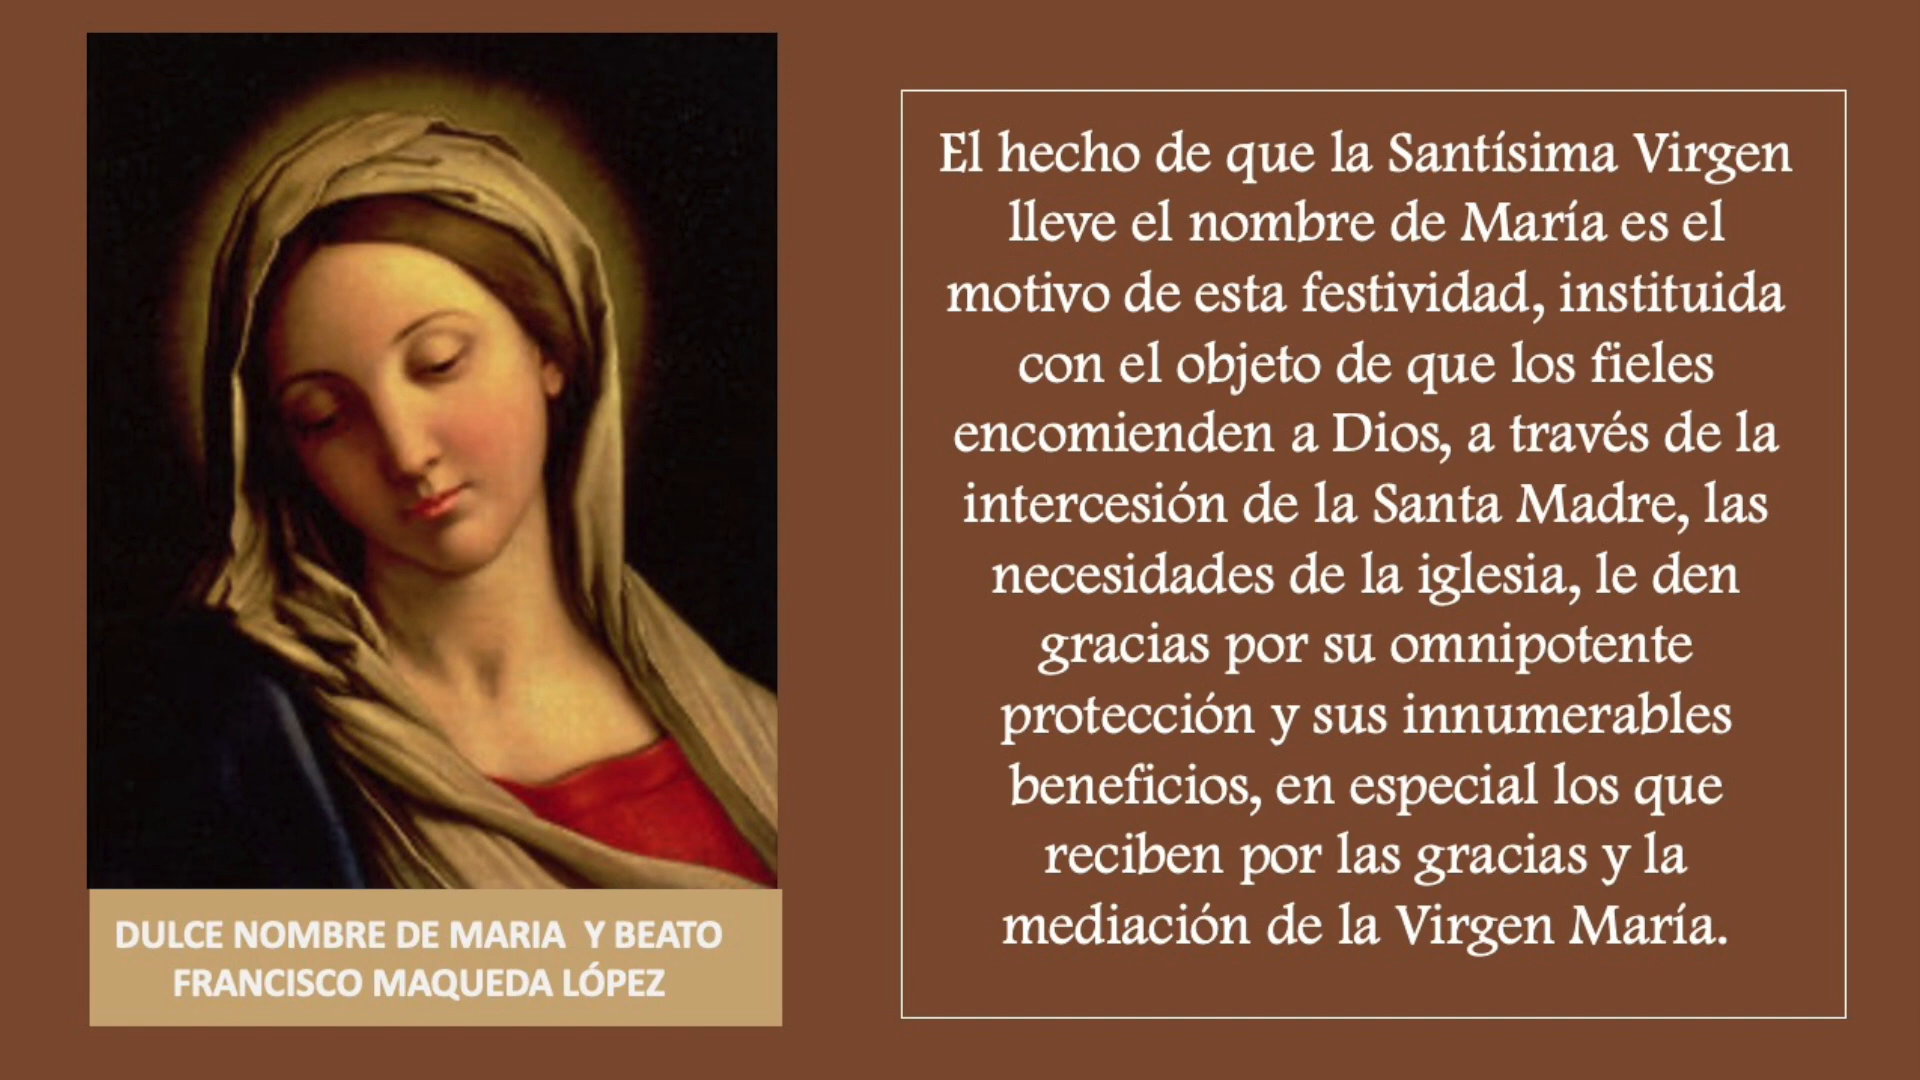 El hecho de que la Santísima Virgen
lleve el nombre de María es el
motivo de esta festividad, instituida
con el objeto de que los fieles
encomienden a Dios, a través de la
intercesión de la Santa Madre, las
necesidades de la iglesia, le den
gracias por su omnipotente
protección y sus innumerables
beneficios, en especial los que
reciben por las gracias y la
mediación de la Virgen María.
DULCE NOMBRE DE MARIA Y BEATO
FRANCISCO MAQUEDA LÓPEZ